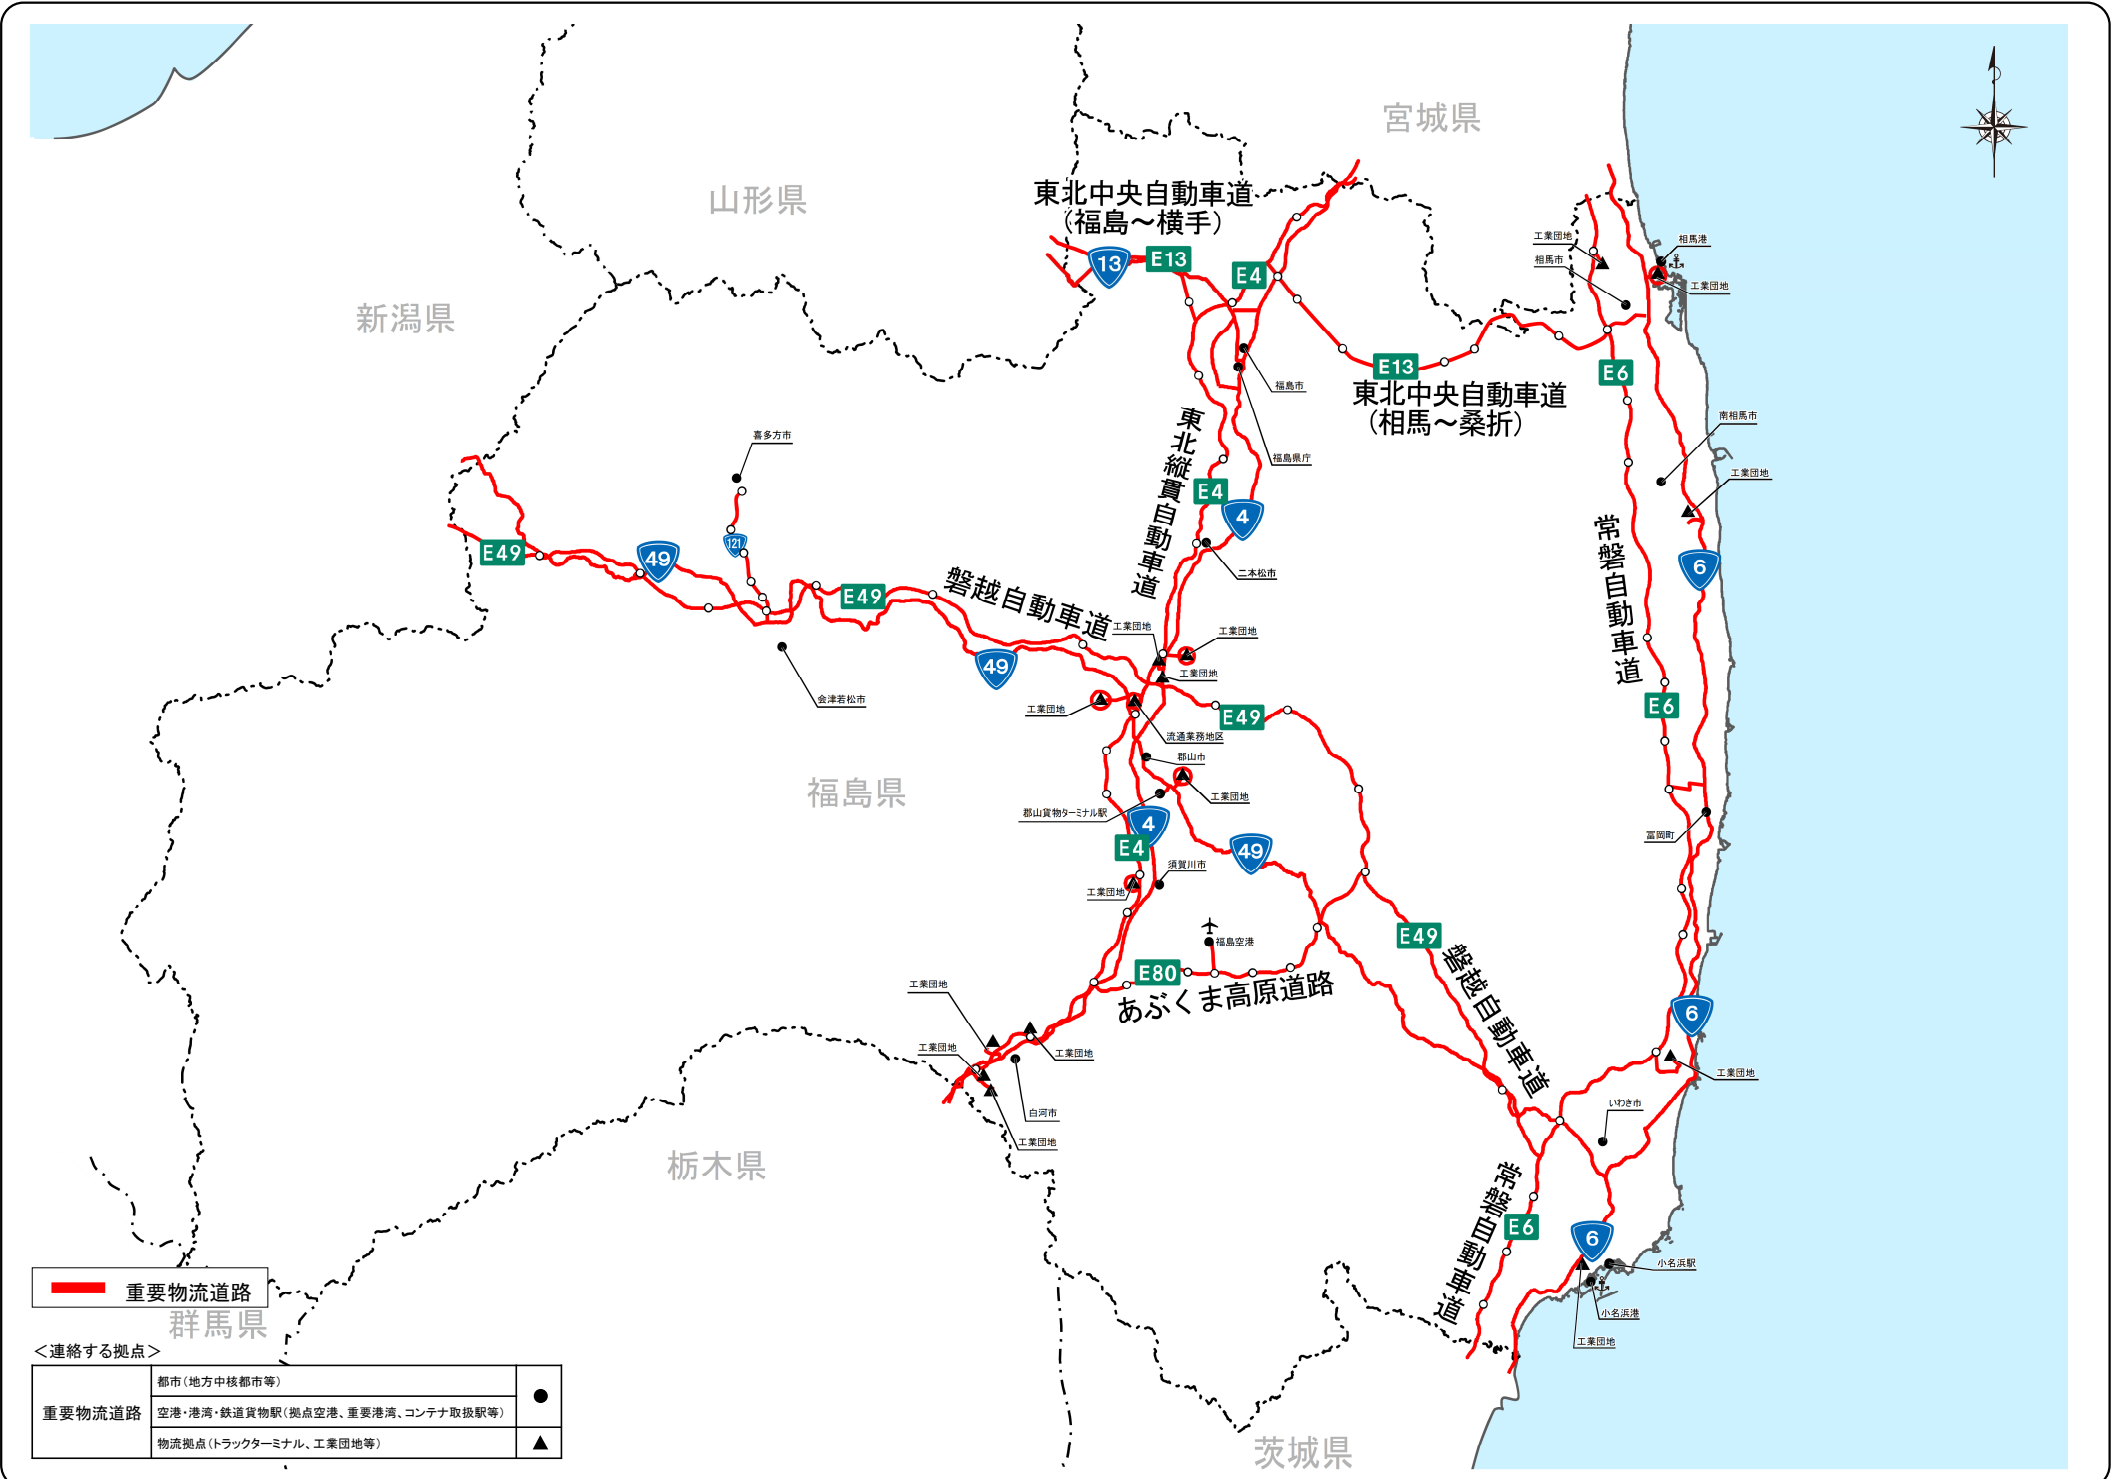 宮城県
山形県
東北中央自動車道
（福島～横手）
13
E13
E4
工業団地
相馬港
相馬市
工業団地
新潟県
E13
東北中央自動車道
（相馬～桑折）
E6
福島市
南相馬市
喜多方市
東北縦貫自動車道
福島県庁
工業団地
E4
4
常磐自動車道
121
E49
49
6
二本松市
磐越自動車道
E49
工業団地
工業団地
49
工業団地
会津若松市
工業団地
E49
E6
流通業務地区
郡山市
福島県
工業団地
郡山貨物ターミナル駅
4
富岡町
E4
49
須賀川市
工業団地
E49
福島空港
磐越自動車道
E80
あぶくま高原道路
工業団地
6
工業団地
工業団地
工業団地
白河市
いわき市
工業団地
栃木県
常磐自動車道
E6
6
小名浜駅
小名浜港
工業団地
重要物流道路
群馬県
＜連絡する拠点＞
重要物流道路
都市（地方中核都市等）
空港・港湾・鉄道貨物駅（拠点空港、重要港湾、コンテナ取扱駅等）
物流拠点（トラックターミナル、工業団地等）
茨城県